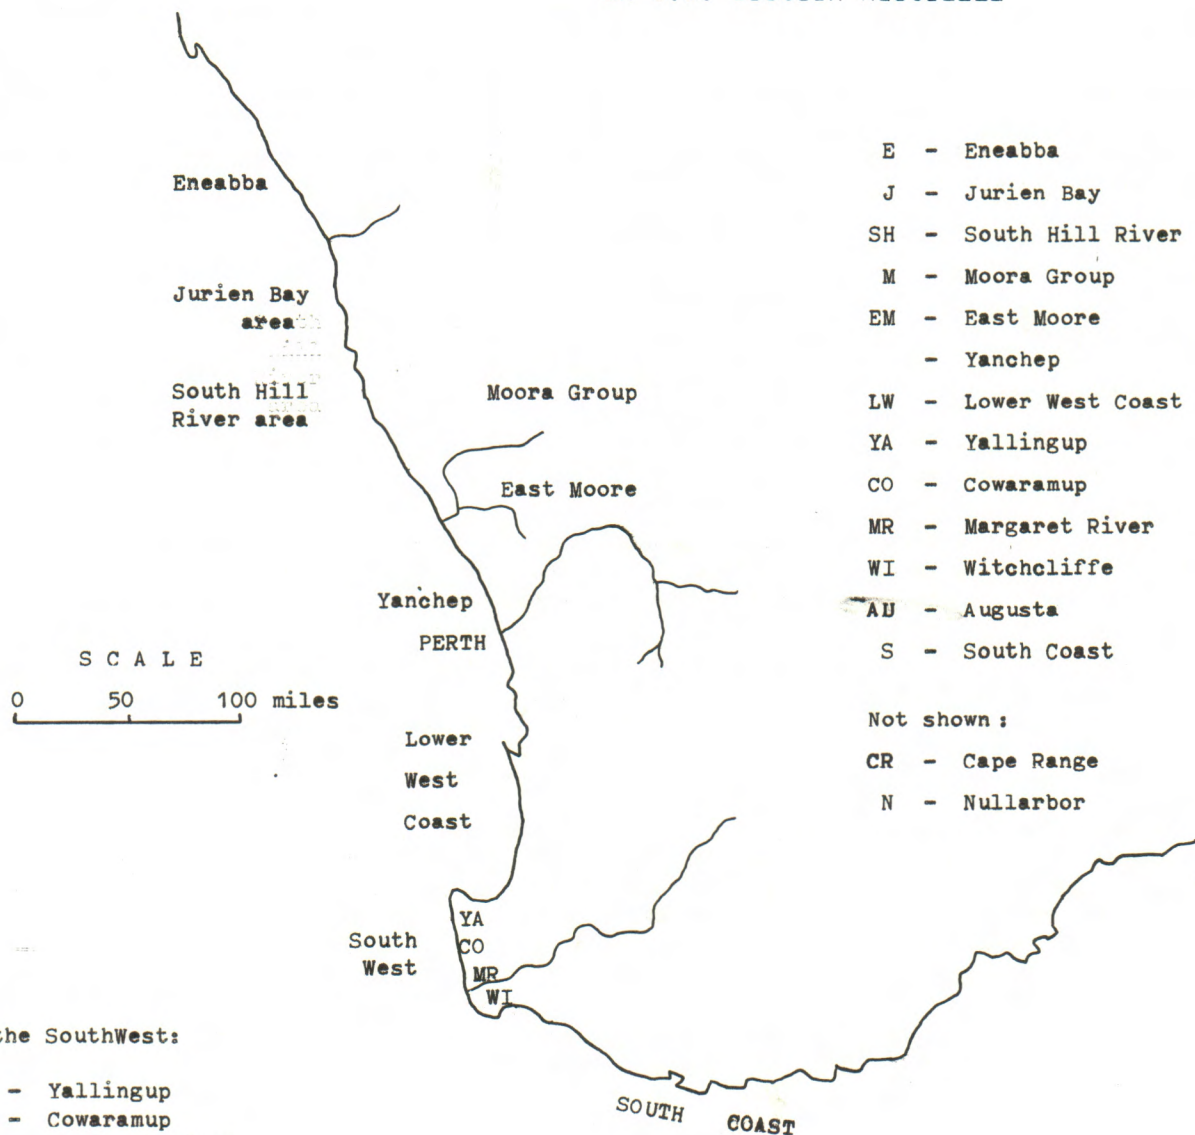 Eneabba
Jurien Bay
area
South Hill
River area
Moora Group
East Moore
Yanchep
PERTH
SCALE
0 50 100 miles
Lower
West
Coast
South
West
YA
CO
MR
WI
SOUTH COAST
E - Eneabba
J - Jurien Bay
SH - South Hill River
M - Moora Group
EM - East Moore
- Yanchep
LW - Lower West Coast
YA - Yallingup
CO - Cowaramup
MR - Margaret River
WI - Witchcliffe
AU - Augusta
S - South Coast
Not shown:
CR - Cape Range
N - Nullarbor
the SouthWest:
- Yallingup
- Cowaramup